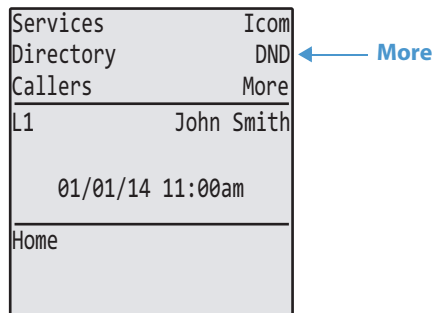 Services Icom
Directory DND More
Callers More
L1 John Smith
01/01/14 11:00am
Home